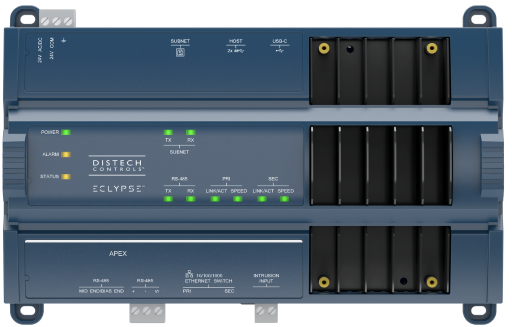 24V AC/DC
24V COM
SUBNET HOST USB-C
2x
POWER
TX RX
SUBNET
ALARM
DISTECH
CONTROLS
STATUS
RS-485 PRI SEC
ECLYPSE™
TX RX LINK/ACT SPEED LINK/ACT SPEED
APEX
10/100/1000
RS-485 RS-485 ETHERNET SWITCH INTRUSION
INPUT
MID END/BIAS END + - PRI SEC